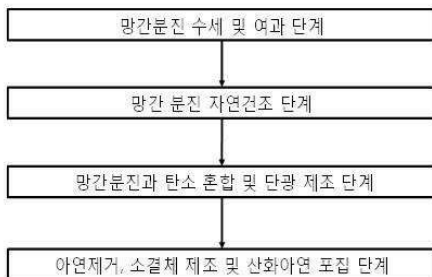 망간분진 수세 및 여과 단계
망간 분진 자연건조 단계
망간분진과 탄소 혼합 및 단광 제조 단계
아연제거, 소결체 제조 및 산화아연 포집 단계